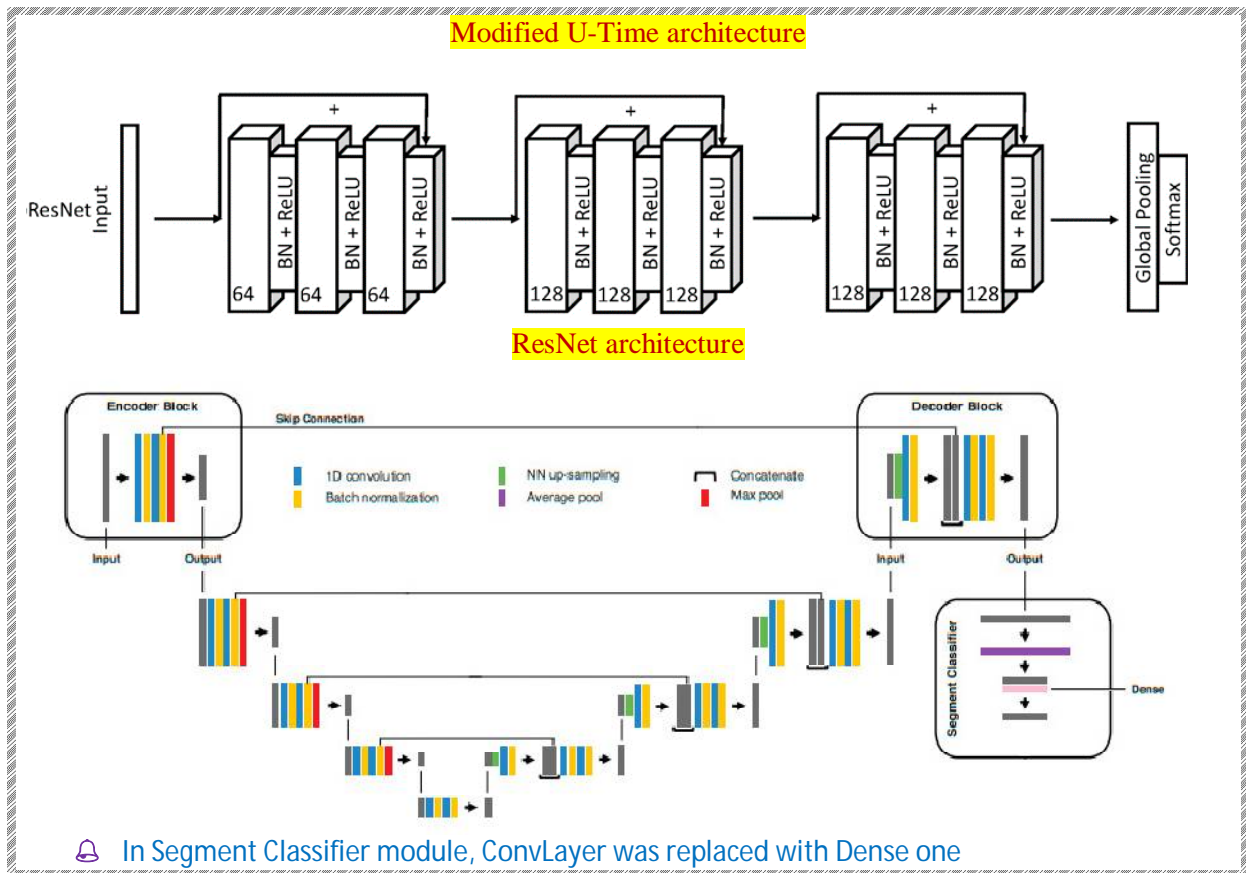 Modified U-Time architecture
+
+
+
ResNet
Input
64
BN + ReLU
64
BN + ReLU
64
BN + ReLU
128
BN + ReLU
128
BN + ReLU
128
BN + ReLU
128
BN + ReLU
128
BN + ReLU
128
BN + ReLU
Global Pooling
Softmax
ResNet architecture
Encoder Block
Skip Connection
Decoder Block
1D convolution
NN up-sampling
Concatenate
Batch normalization
Average pool
Max pool
Input
Output
Input
Output
Segment Classifier
Dense
In Segment Classifier module, ConvLayer was replaced with Dense one